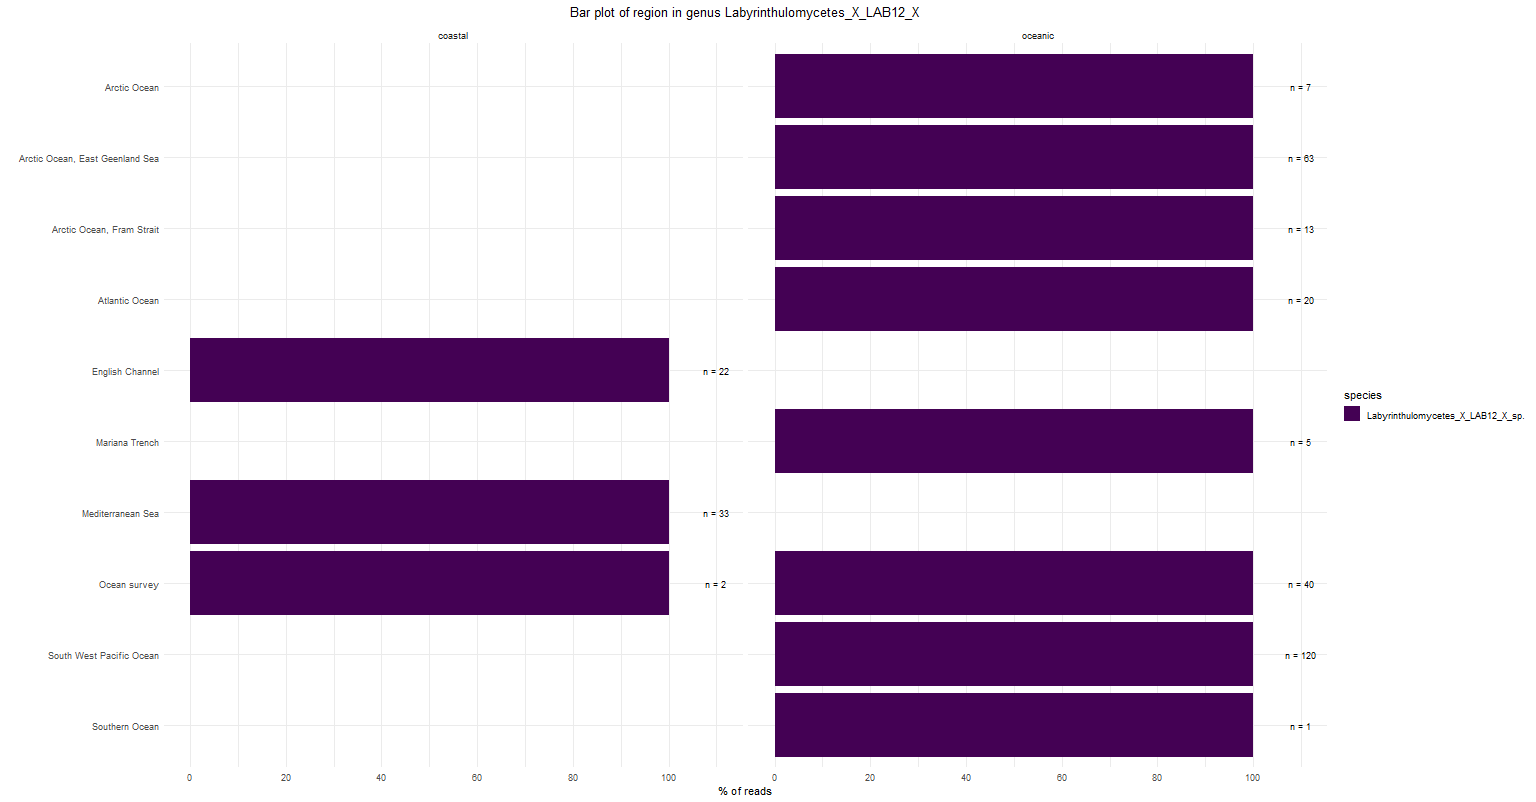 Bar plot of region in genus Labyrinthulomycetes_X_LAB12_X
coastal
oceanic
Arctic Ocean
n = 7
Arctic Ocean, East Geenland Sea
n = 63
Arctic Ocean, Fram Strait
n = 13
Atlantic Ocean
n = 20
English Channel
n = 22
Mariana Trench
n = 5
Mediterranean Sea
n = 33
Ocean survey
n = 2
n = 40
South West Pacific Ocean
n = 120
Southern Ocean
n = 1
0 20 40 60 80 100
0 20 40 60 80 100
% of reads
species
Labyrinthulomycetes_X_LAB12_X_sp.